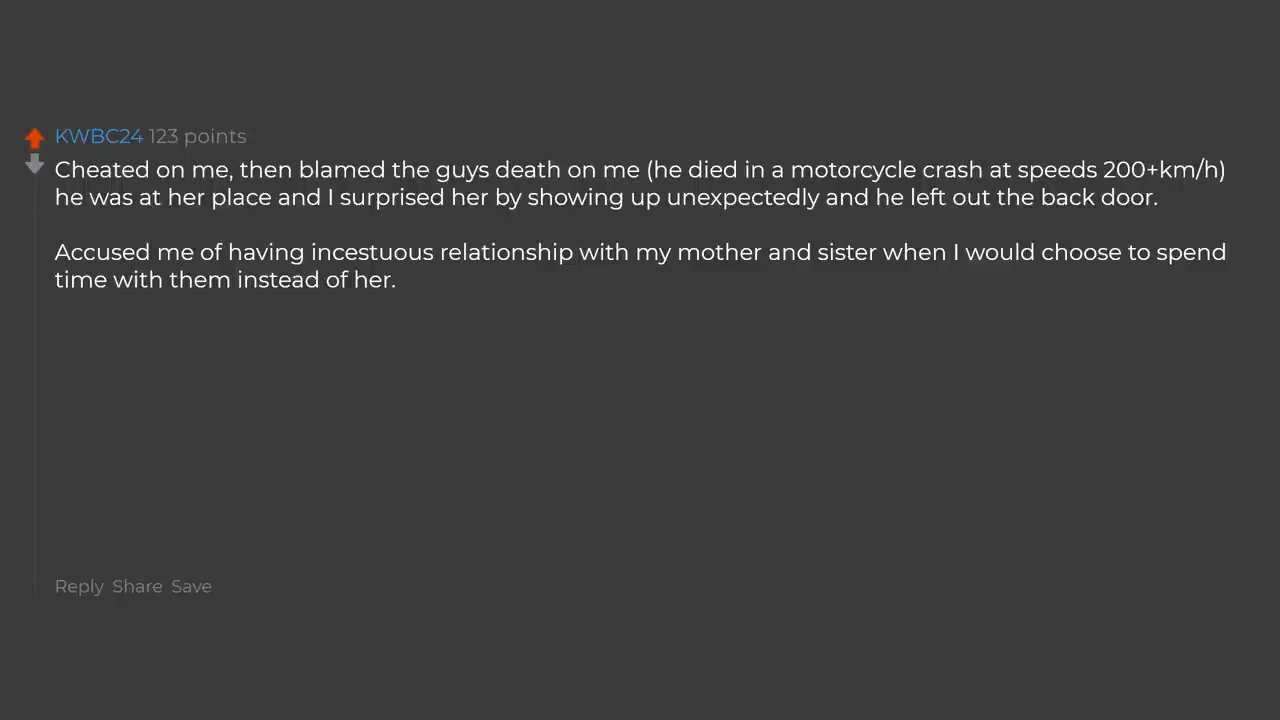 KWBC24 123 points
Cheated on me, then blamed the guys death on me (he died in a motorcycle crash at speeds 200+km/h)
he was at her place and I surprised her by showing up unexpectedly and he left out the back door.
Accused me of having incestuous relationship with my mother and sister when I would choose to spend
time with them instead of her.
Reply Share Save